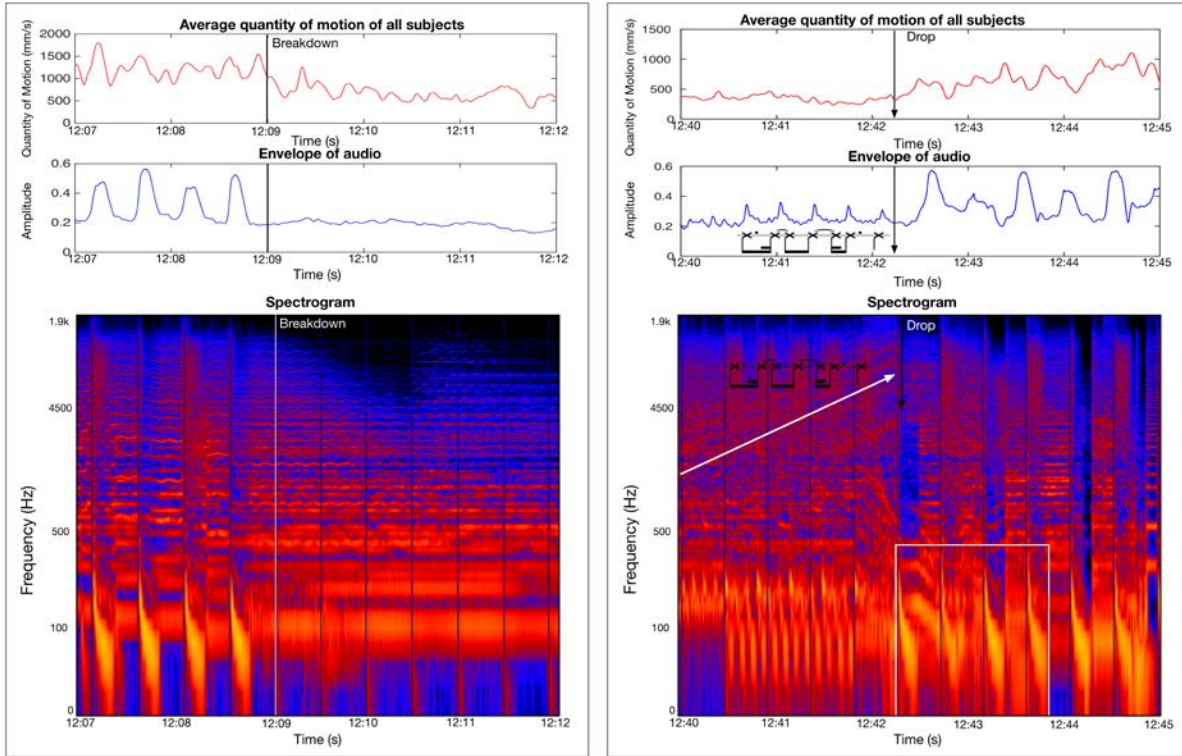 Average quantity of motion of all subjects
Quantity of Motion (mm/s)
2000
1500
1000
500
0
Breakdown
12:07 12:08 12:09 12:10 12:11 12:12
Time (s)
Envelope of audio
Amplitude
0.6
0.4
0.2
0
12:07 12:08 12:09 12:10 12:11 12:12
Time (s)
Spectrogram
Breakdown
Frequency (Hz)
1.9k
4500
500
100
0
12:07 12:08 12:09 12:10 12:11 12:12
Time (s)
Average quantity of motion of all subjects
Quantity of Motion (mm/s)
1500
1000
500
0
Drop
12:40 12:41 12:42 12:43 12:44 12:45
Time (s)
Envelope of audio
Amplitude
0.6
0.4
0.2
0
12:40 12:41 12:42 12:43 12:44 12:45
Time (s)
Spectrogram
Drop
Frequency (Hz)
1.9k
4500
500
100
0
12:40 12:41 12:42 12:43 12:44 12:45
Time (s)